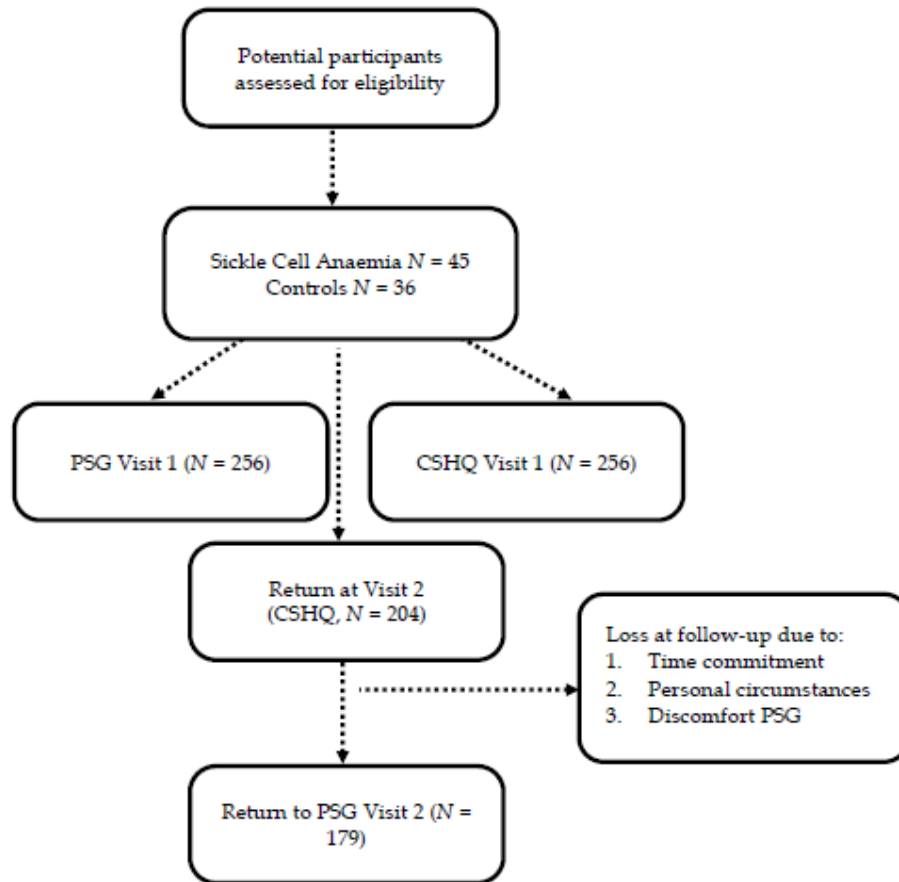 Potential participants
assessed for eligibility
Sickle Cell Anaemia N = 45
Controls N = 36
PSG Visit 1 (N = 256)
CSHQ Visit 1 (N = 256)
Return at Visit 2
(CSHQ, N = 204)
Loss at follow-up due to:
1. Time commitment
2. Personal circumstances
3. Discomfort PSG
Return to PSG Visit 2 (N =
179)